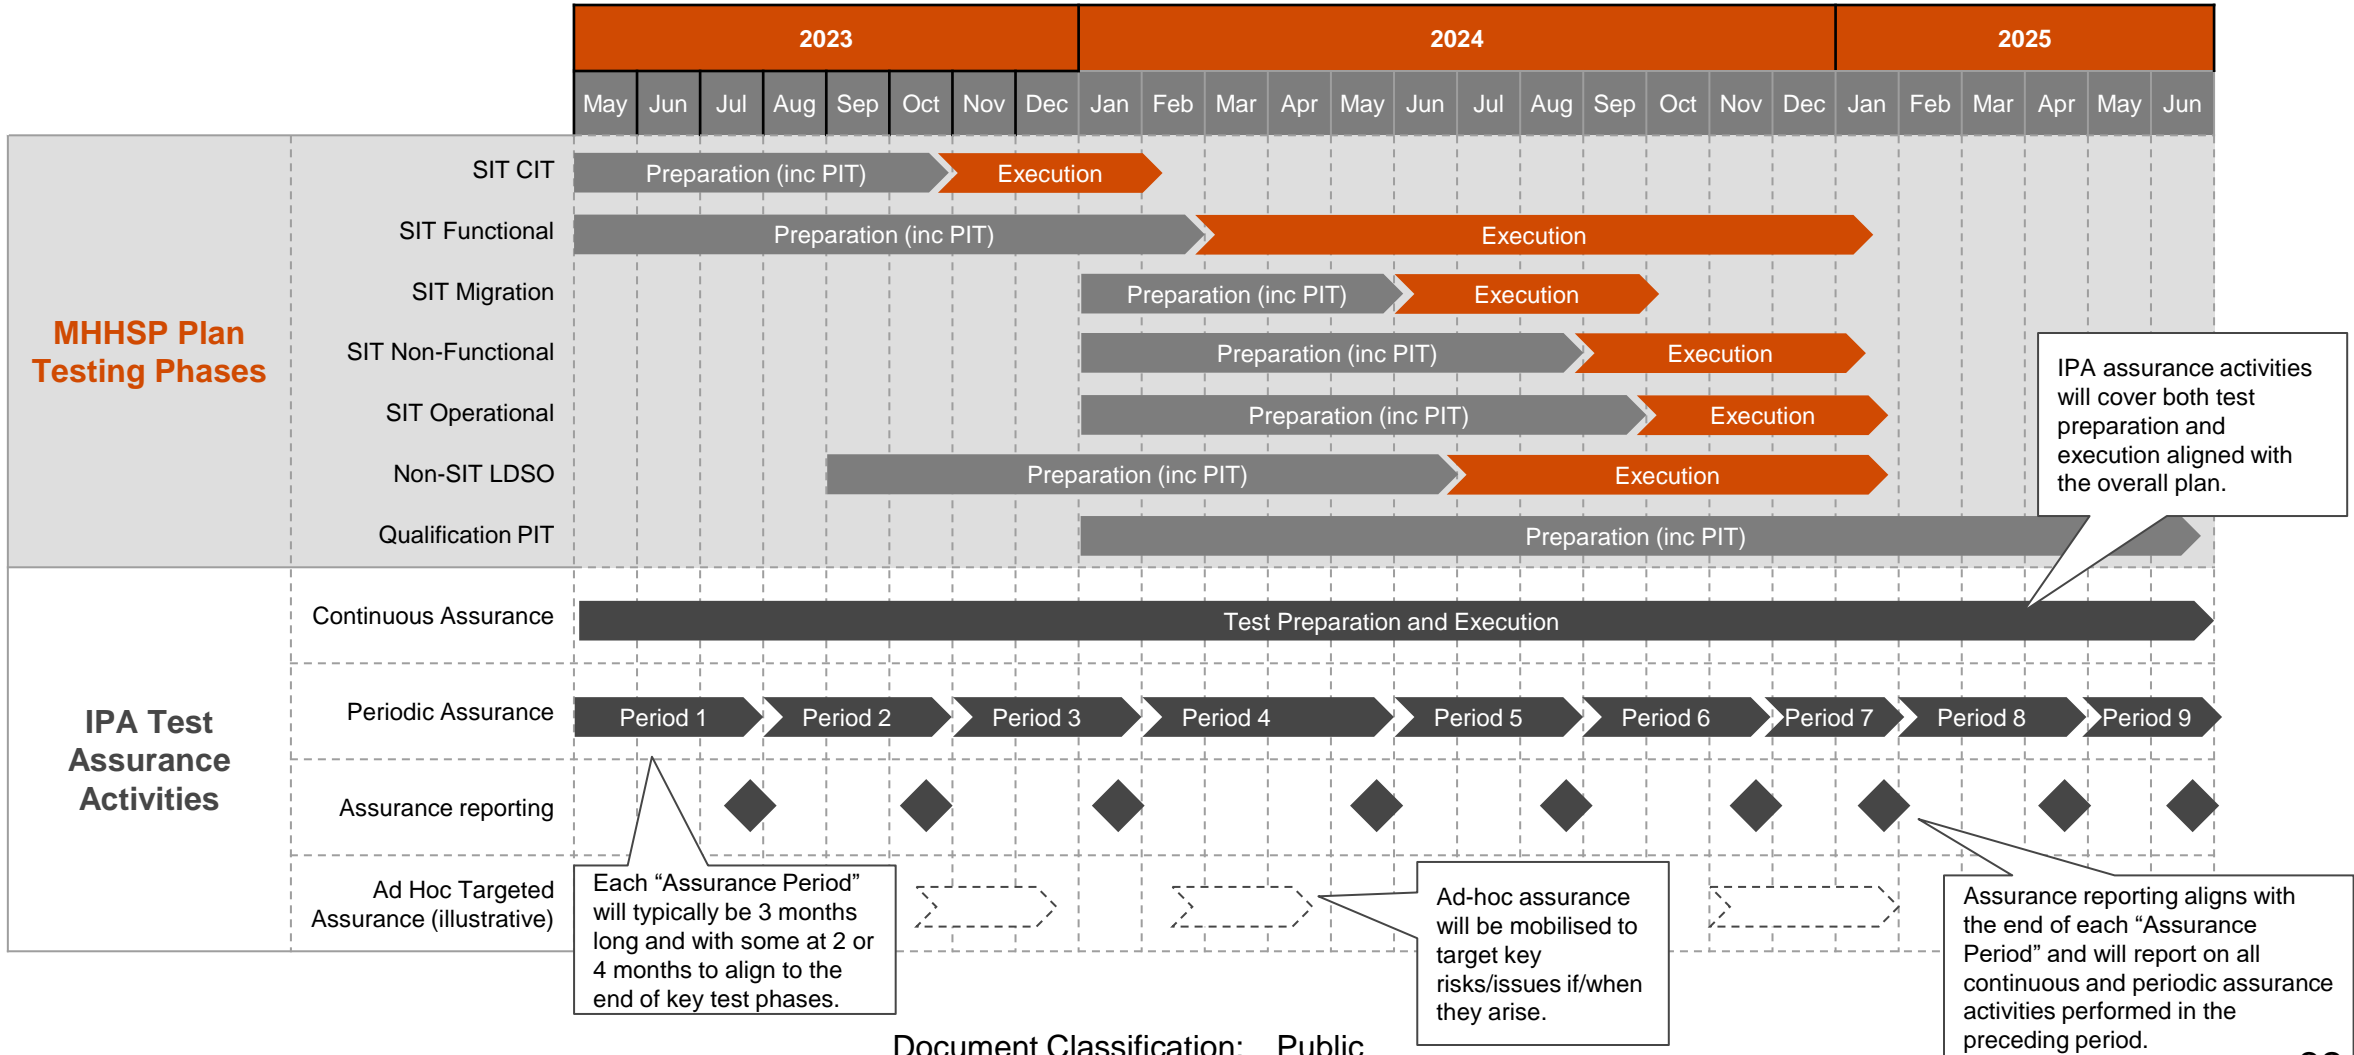 2023
2024
2025
May Jun Jul Aug Sep Oct Nov Dec Jan Feb Mar Apr May Jun Jul Aug Sep Oct Nov Dec Jan Feb Mar Apr May Jun
MHHSP Plan
Testing Phases
SIT CIT
Preparation (inc PIT)
Execution
SIT Functional
Preparation (inc PIT)
Execution
SIT Migration
Preparation (inc PIT)
Execution
SIT Non-Functional
Preparation (inc PIT)
Execution
SIT Operational
Preparation (inc PIT)
Execution
Non-SIT LDSO
Preparation (inc PIT)
Execution
Qualification PIT
Preparation (inc PIT)
IPA assurance activities
will cover both test
preparation and
execution aligned with
the overall plan.
IPA Test
Assurance
Activities
Continuous Assurance
Test Preparation and Execution
Periodic Assurance
Period 1
Period 2
Period 3
Period 4
Period 5
Period 6
Period 7
Period 8
Period 9
Assurance reporting
Ad Hoc Targeted
Assurance (illustrative)
Each “Assurance Period”
will typically be 3 months
long and with some at 2 or
4 months to align to the
end of key test phases.
Ad-hoc assurance
will be mobilised to
target key
risks/issues if/when
they arise.
Assurance reporting aligns with
the end of each “Assurance
Period” and will report on all
continuous and periodic assurance
activities performed in the
preceding period.
Document Classification: Public